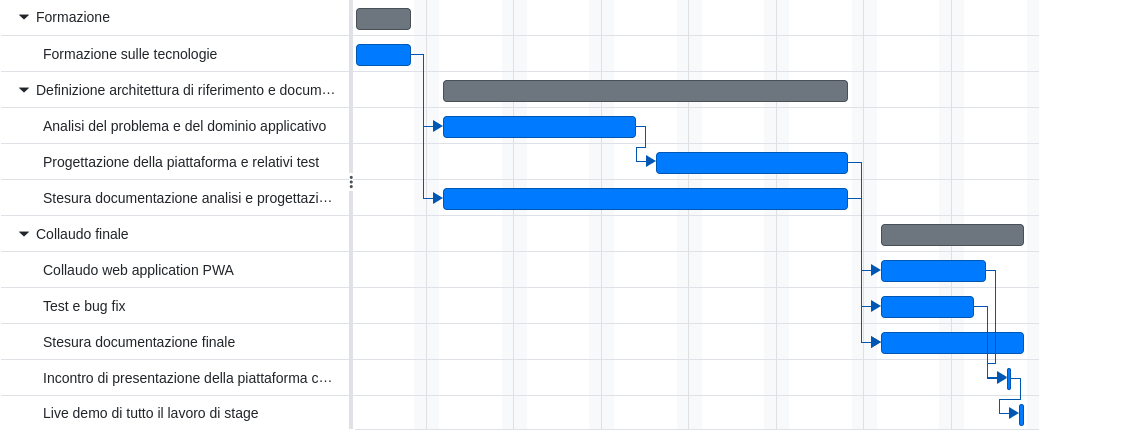 Formazione
Formazione sulle tecnologie
Definizione architettura di riferimento e docum…
Analisi del problema e del dominio applicativo
Progettazione della piattaforma e relativi test
Stesura documentazione analisi e progettazi…
Collaudo finale
Collaudo web application PWA
Test e bug fix
Stesura documentazione finale
Incontro di presentazione della piattaforma c…
Live demo di tutto il lavoro di stage